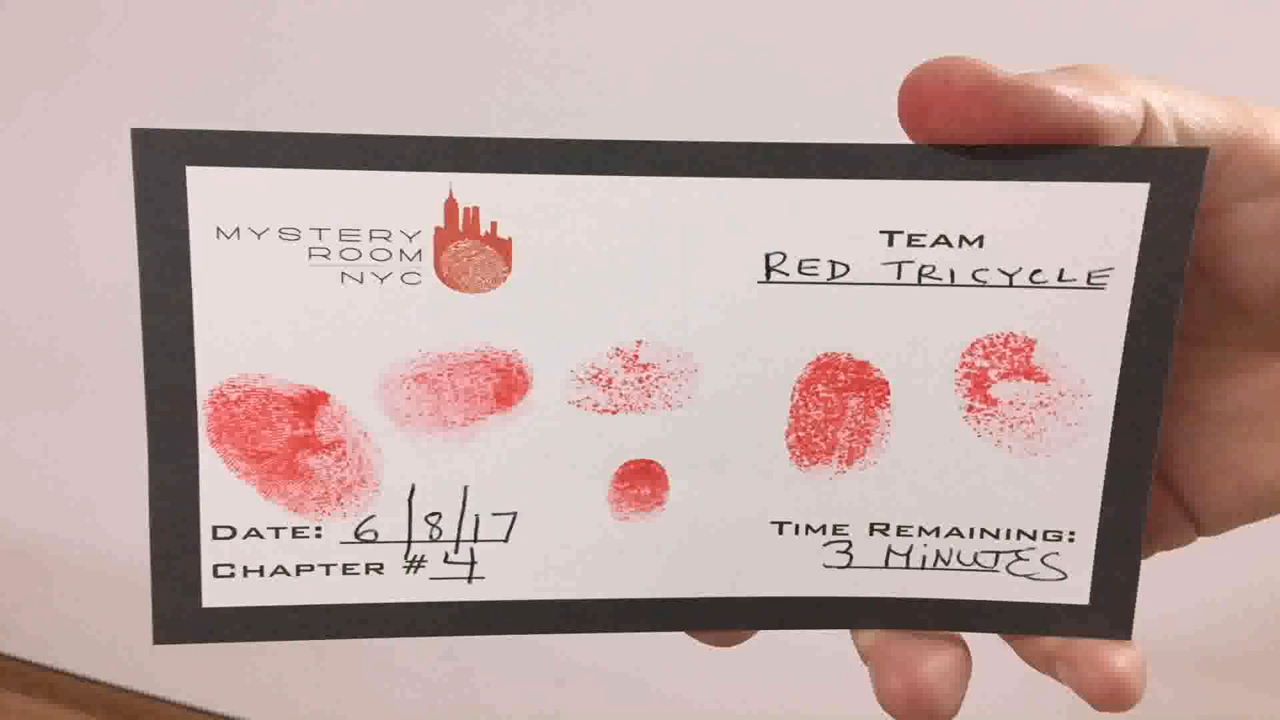 MYSTERY
ROOM
NYC
TEAM
RED TRICYCLE
DATE: 6/8/17
CHAPTER # 4
TIME REMAINING:
3 MINUTES